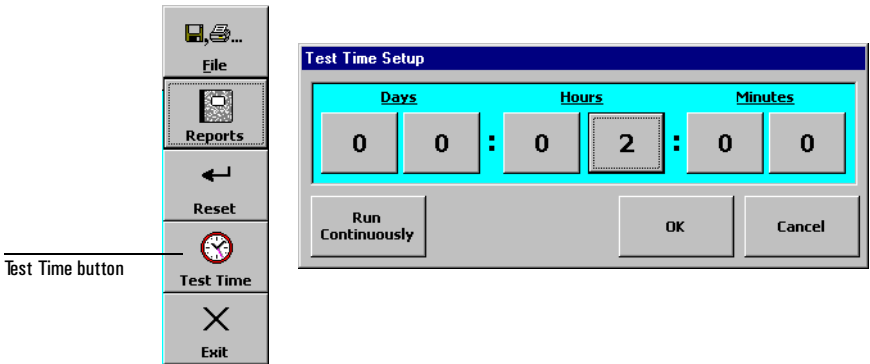 ,...
File
Reports
Reset
Test Time
Exit
Test Time button
Test Time Setup
Days Hours Minutes
0 0 : 0 2 : 0 0
Run
Continuously
OK
Cancel